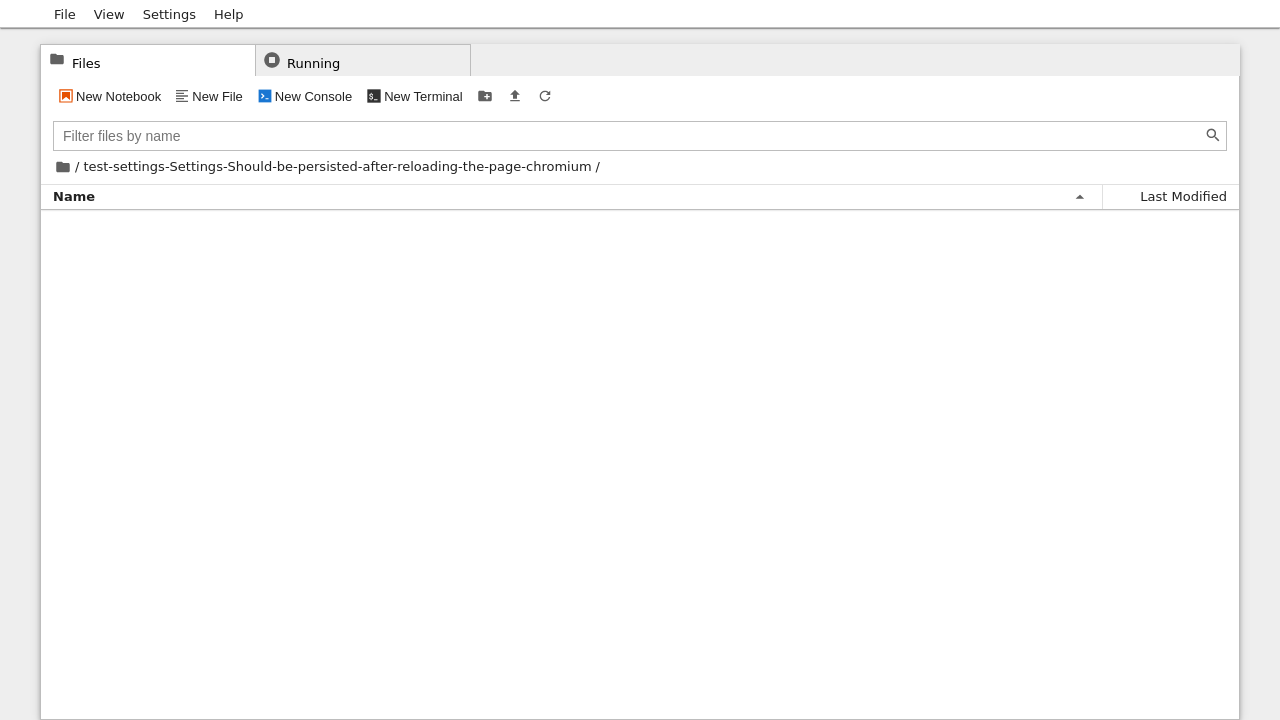 File View Settings Help
Files Running
New Notebook New File New Console New Terminal
Filter files by name
/ test-settings-Settings-Should-be-persisted-after-reloading-the-page-chromium /
Name Last Modified